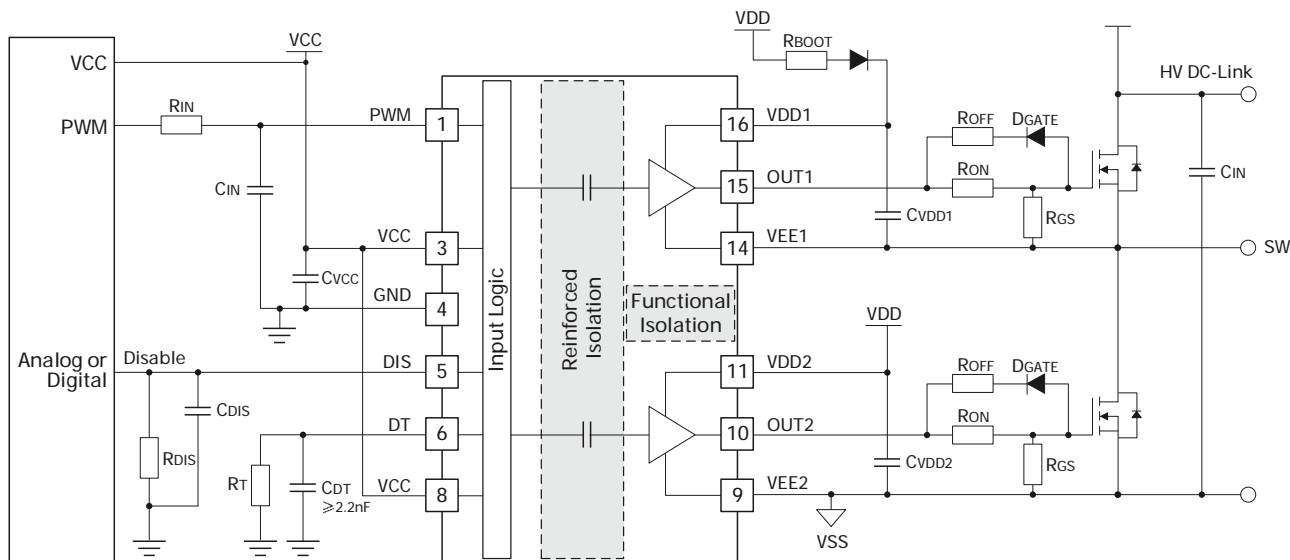 VCC
PWM
Analog or
Digital
VCC
RIN
CIN
CVCC
Disable
CDIS
RDIS
RT
CDT
⩾2.2nF
PWM
1
VCC
3
GND
4
DIS
5
DT
6
VCC
8
Input Logic
Reinforced
Isolation
Functional
Isolation
16
VDD1
15
OUT1
14
VEE1
11
VDD2
10
OUT2
9
VEE2
VDD
RBOOT
CVDD1
ROFF
DGATE
RON
RGS
HV DC-Link
CIN
SW
VDD
CVDD2
ROFF
DGATE
RON
RGS
VSS